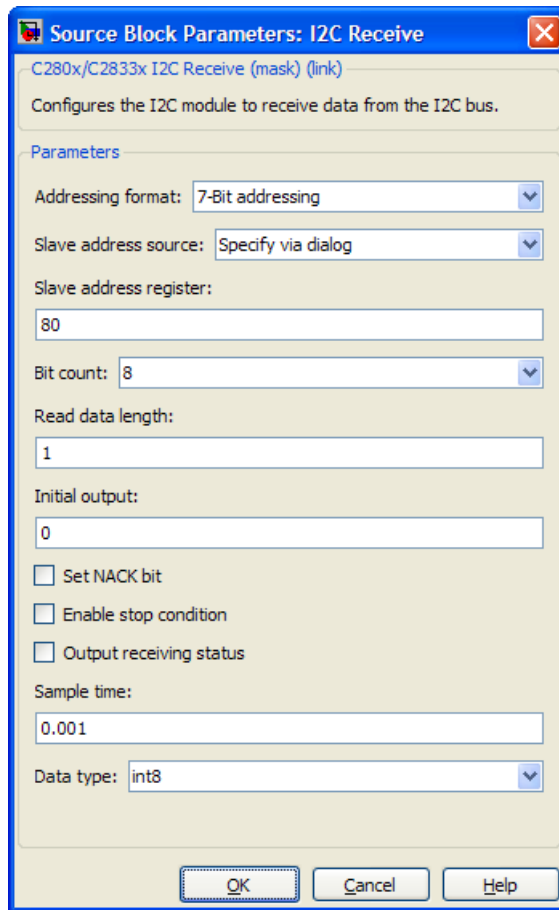 Source Block Parameters: I2C Receive
C280x/C2833x I2C Receive (mask) (link)
Configures the I2C module to receive data from the I2C bus.
Parameters
Addressing format: 7-Bit addressing
Slave address source: Specify via dialog
Slave address register:
80
Bit count: 8
Read data length:
1
Initial output:
0
Set NACK bit
Enable stop condition
Output receiving status
Sample time:
0.001
Data type: int8
OK Cancel Help